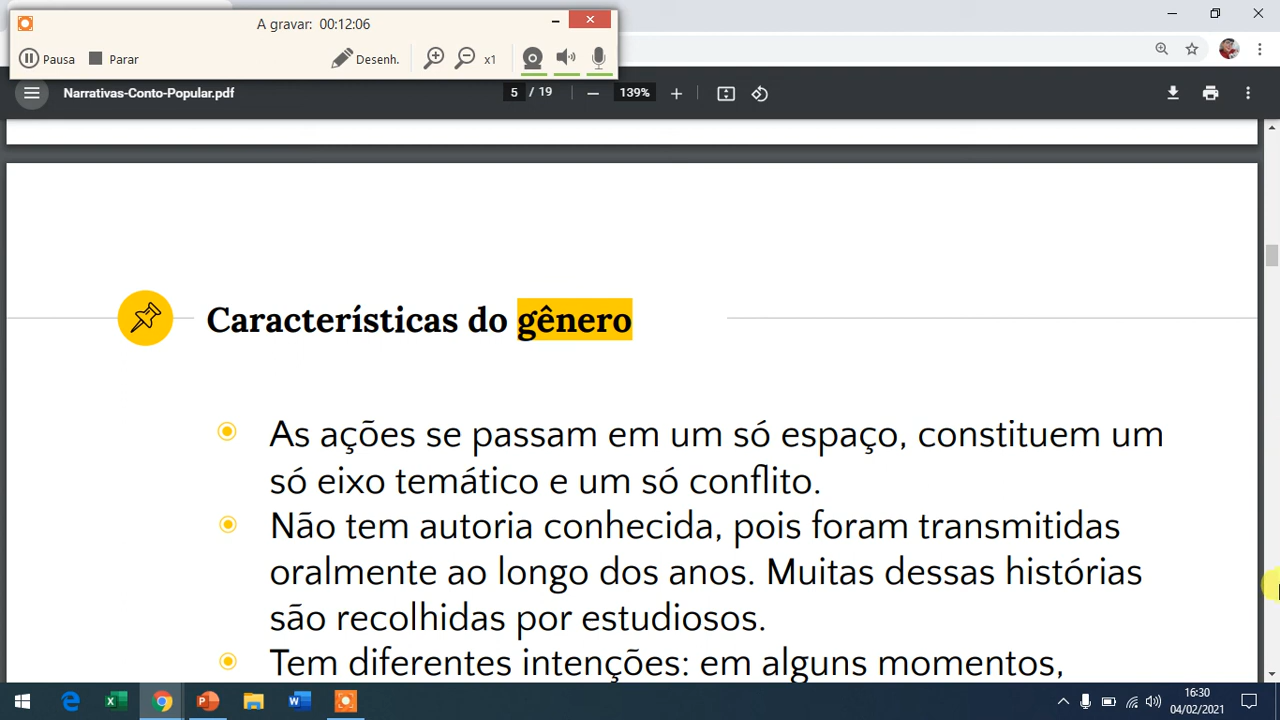 A gravar: 00:12:06
Pausa Parar Desenh. x1
Narrativas-Conto-Popular.pdf 5 / 19 139%
Características do gênero
As ações se passam em um só espaço, constituem um
só eixo temático e um só conflito.
Não tem autoria conhecida, pois foram transmitidas
oralmente ao longo dos anos. Muitas dessas histórias
são recolhidas por estudiosos.
Tem diferentes intenções: em alguns momentos,
16:30
04/02/2021